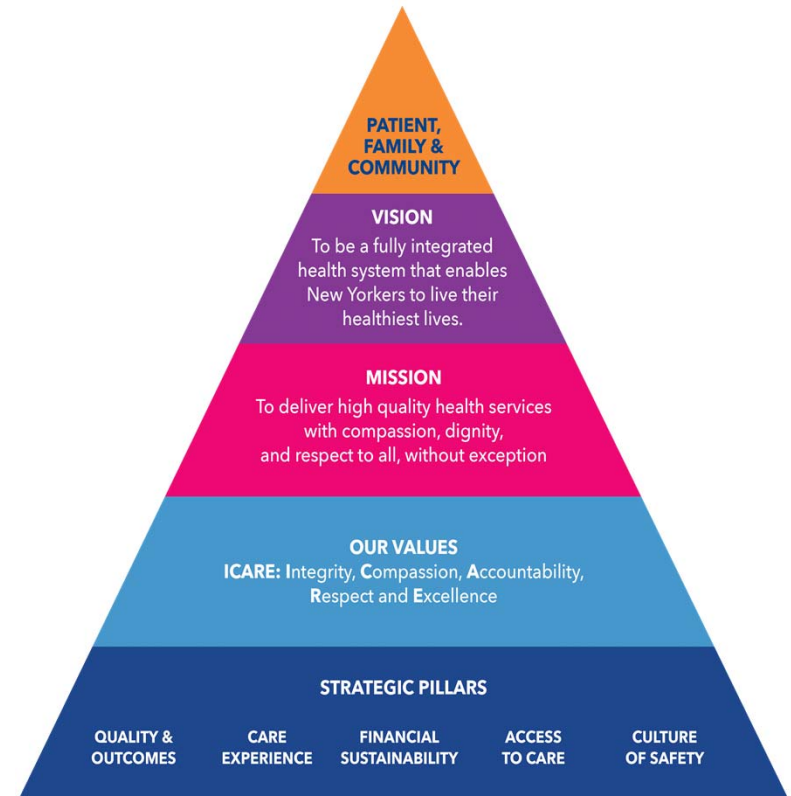 PATIENT,
FAMILY &
COMMUNITY
VISION
To be a fully integrated
health system that enables
New Yorkers to live their
healthiest lives.
MISSION
To deliver high quality health services
with compassion, dignity,
and respect to all, without exception
OUR VALUES
ICARE: Integrity, Compassion, Accountability,
Respect and Excellence
STRATEGIC PILLARS
QUALITY &
OUTCOMES
CARE
EXPERIENCE
FINANCIAL
SUSTAINABILITY
ACCESS
TO CARE
CULTURE
OF SAFETY